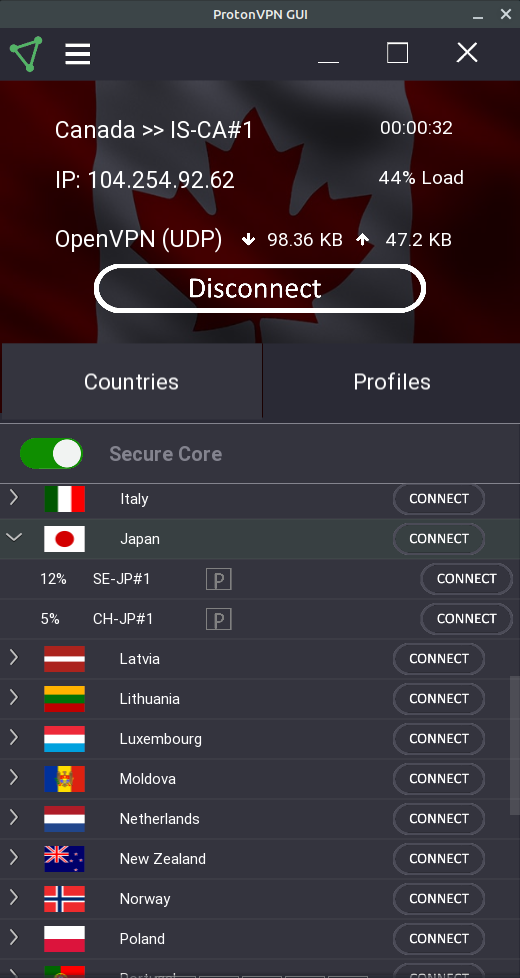 ProtonVPN GUI
Canada >> IS-CA#1 00:00:32
IP: 104.254.92.62 44% Load
OpenVPN (UDP) 98.36 KB 47.2 KB
Disconnect
Countries Profiles
Secure Core
Italy CONNECT
Japan CONNECT
12% SE-JP#1 P CONNECT
5% CH-JP#1 P CONNECT
Latvia CONNECT
Lithuania CONNECT
Luxembourg CONNECT
Moldova CONNECT
Netherlands CONNECT
New Zealand CONNECT
Norway CONNECT
Poland CONNECT